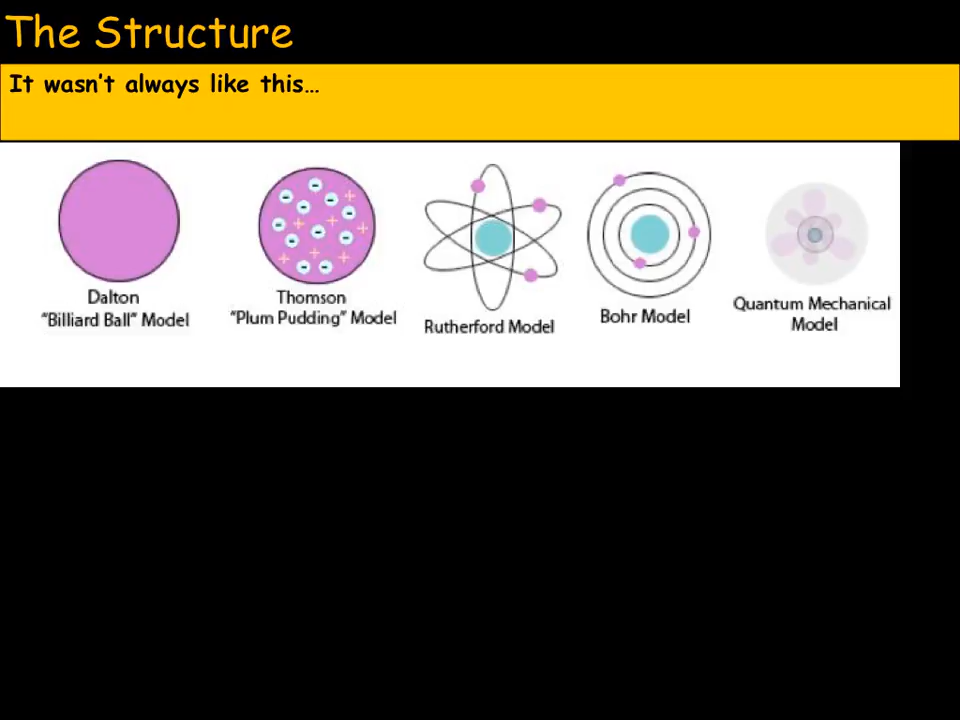 The Structure
It wasn't always like this…
Dalton
"Billiard Ball" Model
Thomson
"Plum Pudding" Model
Rutherford Model
Bohr Model
Quantum Mechanical
Model